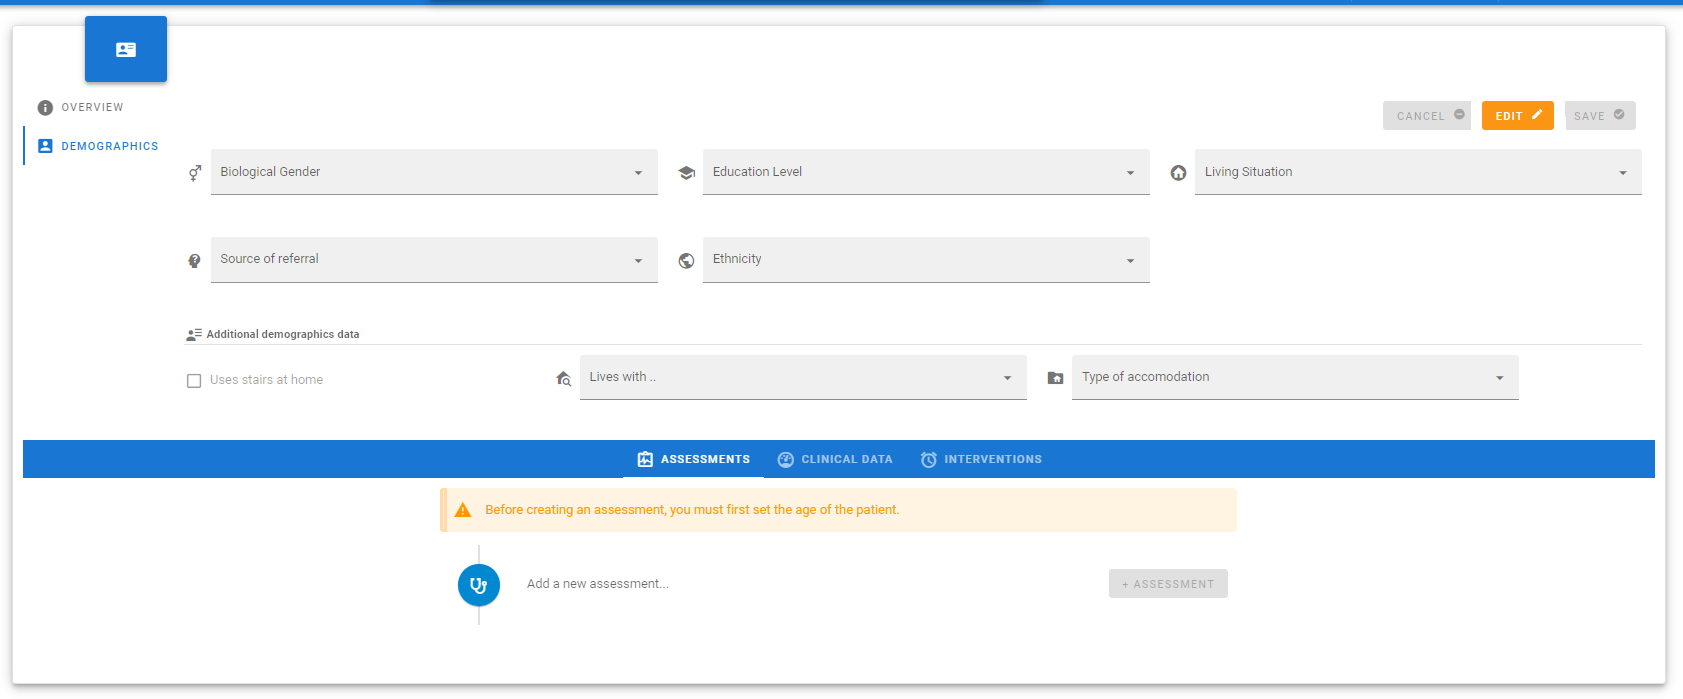 OVERVIEW
DEMOGRAPHICS
CANCEL EDIT SAVE
Biological Gender Education Level Living Situation
Source of referral Ethnicity
Additional demographics data
Uses stairs at home Lives with .. Type of accomodation
ASSESSMENTS CLINICAL DATA INTERVENTIONS
Before creating an assessment, you must first set the age of the patient.
Add a new assessment... + ASSESSMENT